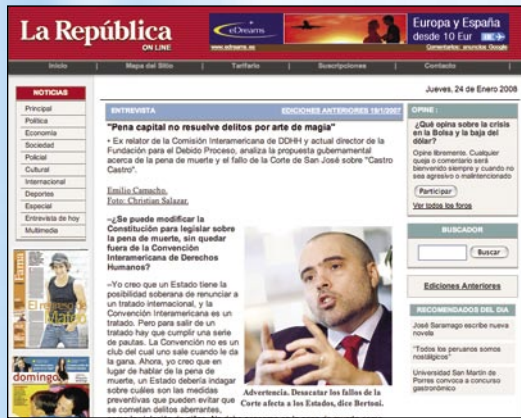 La República
ON LINE
eDreams
www.edreams.es
Europa y España
desde 10 Eur
Comentarios: anuncios Google
Inicio | Mapa del Sitio | Tarifario | Suscripciones | Contacto |
Jueves, 24 de Enero 2008
NOTICIAS
Principal
Política
Economía
Sociedad
Policial
Cultural
Internacional
Deportes
Especial
Entrevista de hoy
Multimedia
Fama
El regreso de
domingo
ENTREVISTA
EDICIONES ANTERIORES 19/1/2007
"Pena capital no resuelve delitos por arte de magia"
• Ex relator de la Comisión Interamericana de DDHH y actual director de la
Fundación para el Debido Proceso, analiza la propuesta gubernamental
acerca de la pena de muerte y el fallo de la Corte de San José sobre "Castro
Castro".
Emilio Camacho.
Foto: Christian Salazar.
–¿Se puede modificar la
Constitución para legislar sobre
la pena de muerte, sin quedar
fuera de la Convención
Interamericana de Derechos
Humanos?
–Yo creo que un Estado tiene la
posibilidad soberana de renunciar a
un tratado internacional, y la
Convención Interamericana es un
tratado. Pero para salir de un
tratado hay que cumplir una serie
de pautas. La Convención no es un
club del cual uno sale cuando le da
la gana. Ahora, yo creo que en
lugar de hablar de la pena de
muerte, un Estado debería indagar
sobre cuáles son las medidas
preventivas que pueden evitar que
se cometan delitos aberrantes.
Advertencia. Desacatar los fallos de la
Corte afecta a los Estados, dice Bertoni.
OPINE :
¿Qué opina sobre la crisis
en la Bolsa y la baja del
dólar?
Opine libremente. Cualquier
queja o comentario será
bienvenido siempre y cuando no
sea agresivo o malintencionado
Participar
Ver todos los foros
BUSCADOR
Buscar
Ediciones Anteriores
RECOMENDADOS DEL DIA
José Saramago escribe nueva
novela
"Todos los peruanos somos
nostálgicos"
Universidad San Martín de
Porres convoca a concurso
gastronómico